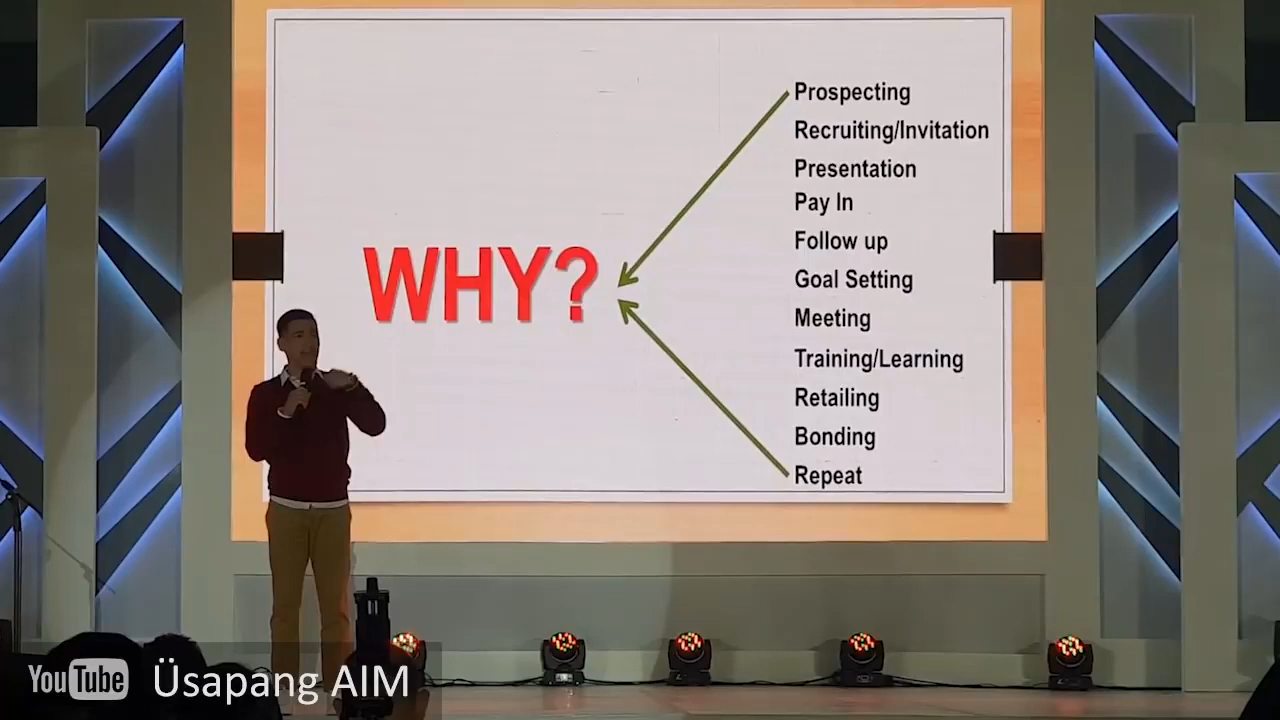 WHY?
Prospecting
Recruiting/Invitation
Presentation
Pay In
Follow up
Goal Setting
Meeting
Training/Learning
Retailing
Bonding
Repeat
YouTube Üsapang AIM